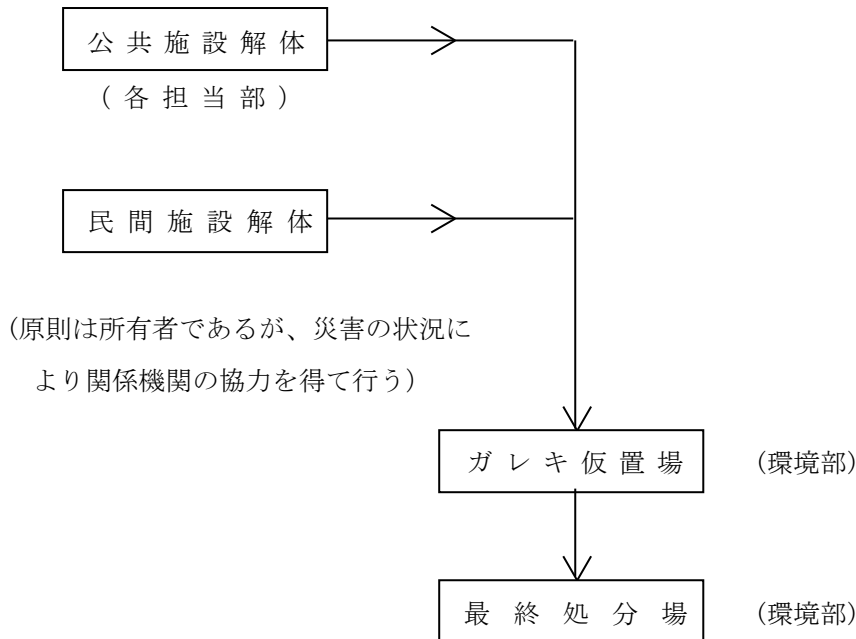 公共施設解体
(各担当部)
民間施設解体
(原則は所有者であるが、災害の状況に
より関係機関の協力を得て行う)
ガレキ仮置場 (環境部)
最終処分場 (環境部)